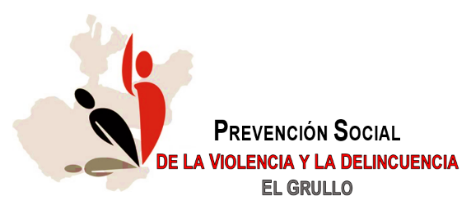 PREVENCIÓN SOCIAL
DE LA VIOLENCIA Y LA DELINCUENCIA
EL GRULLO